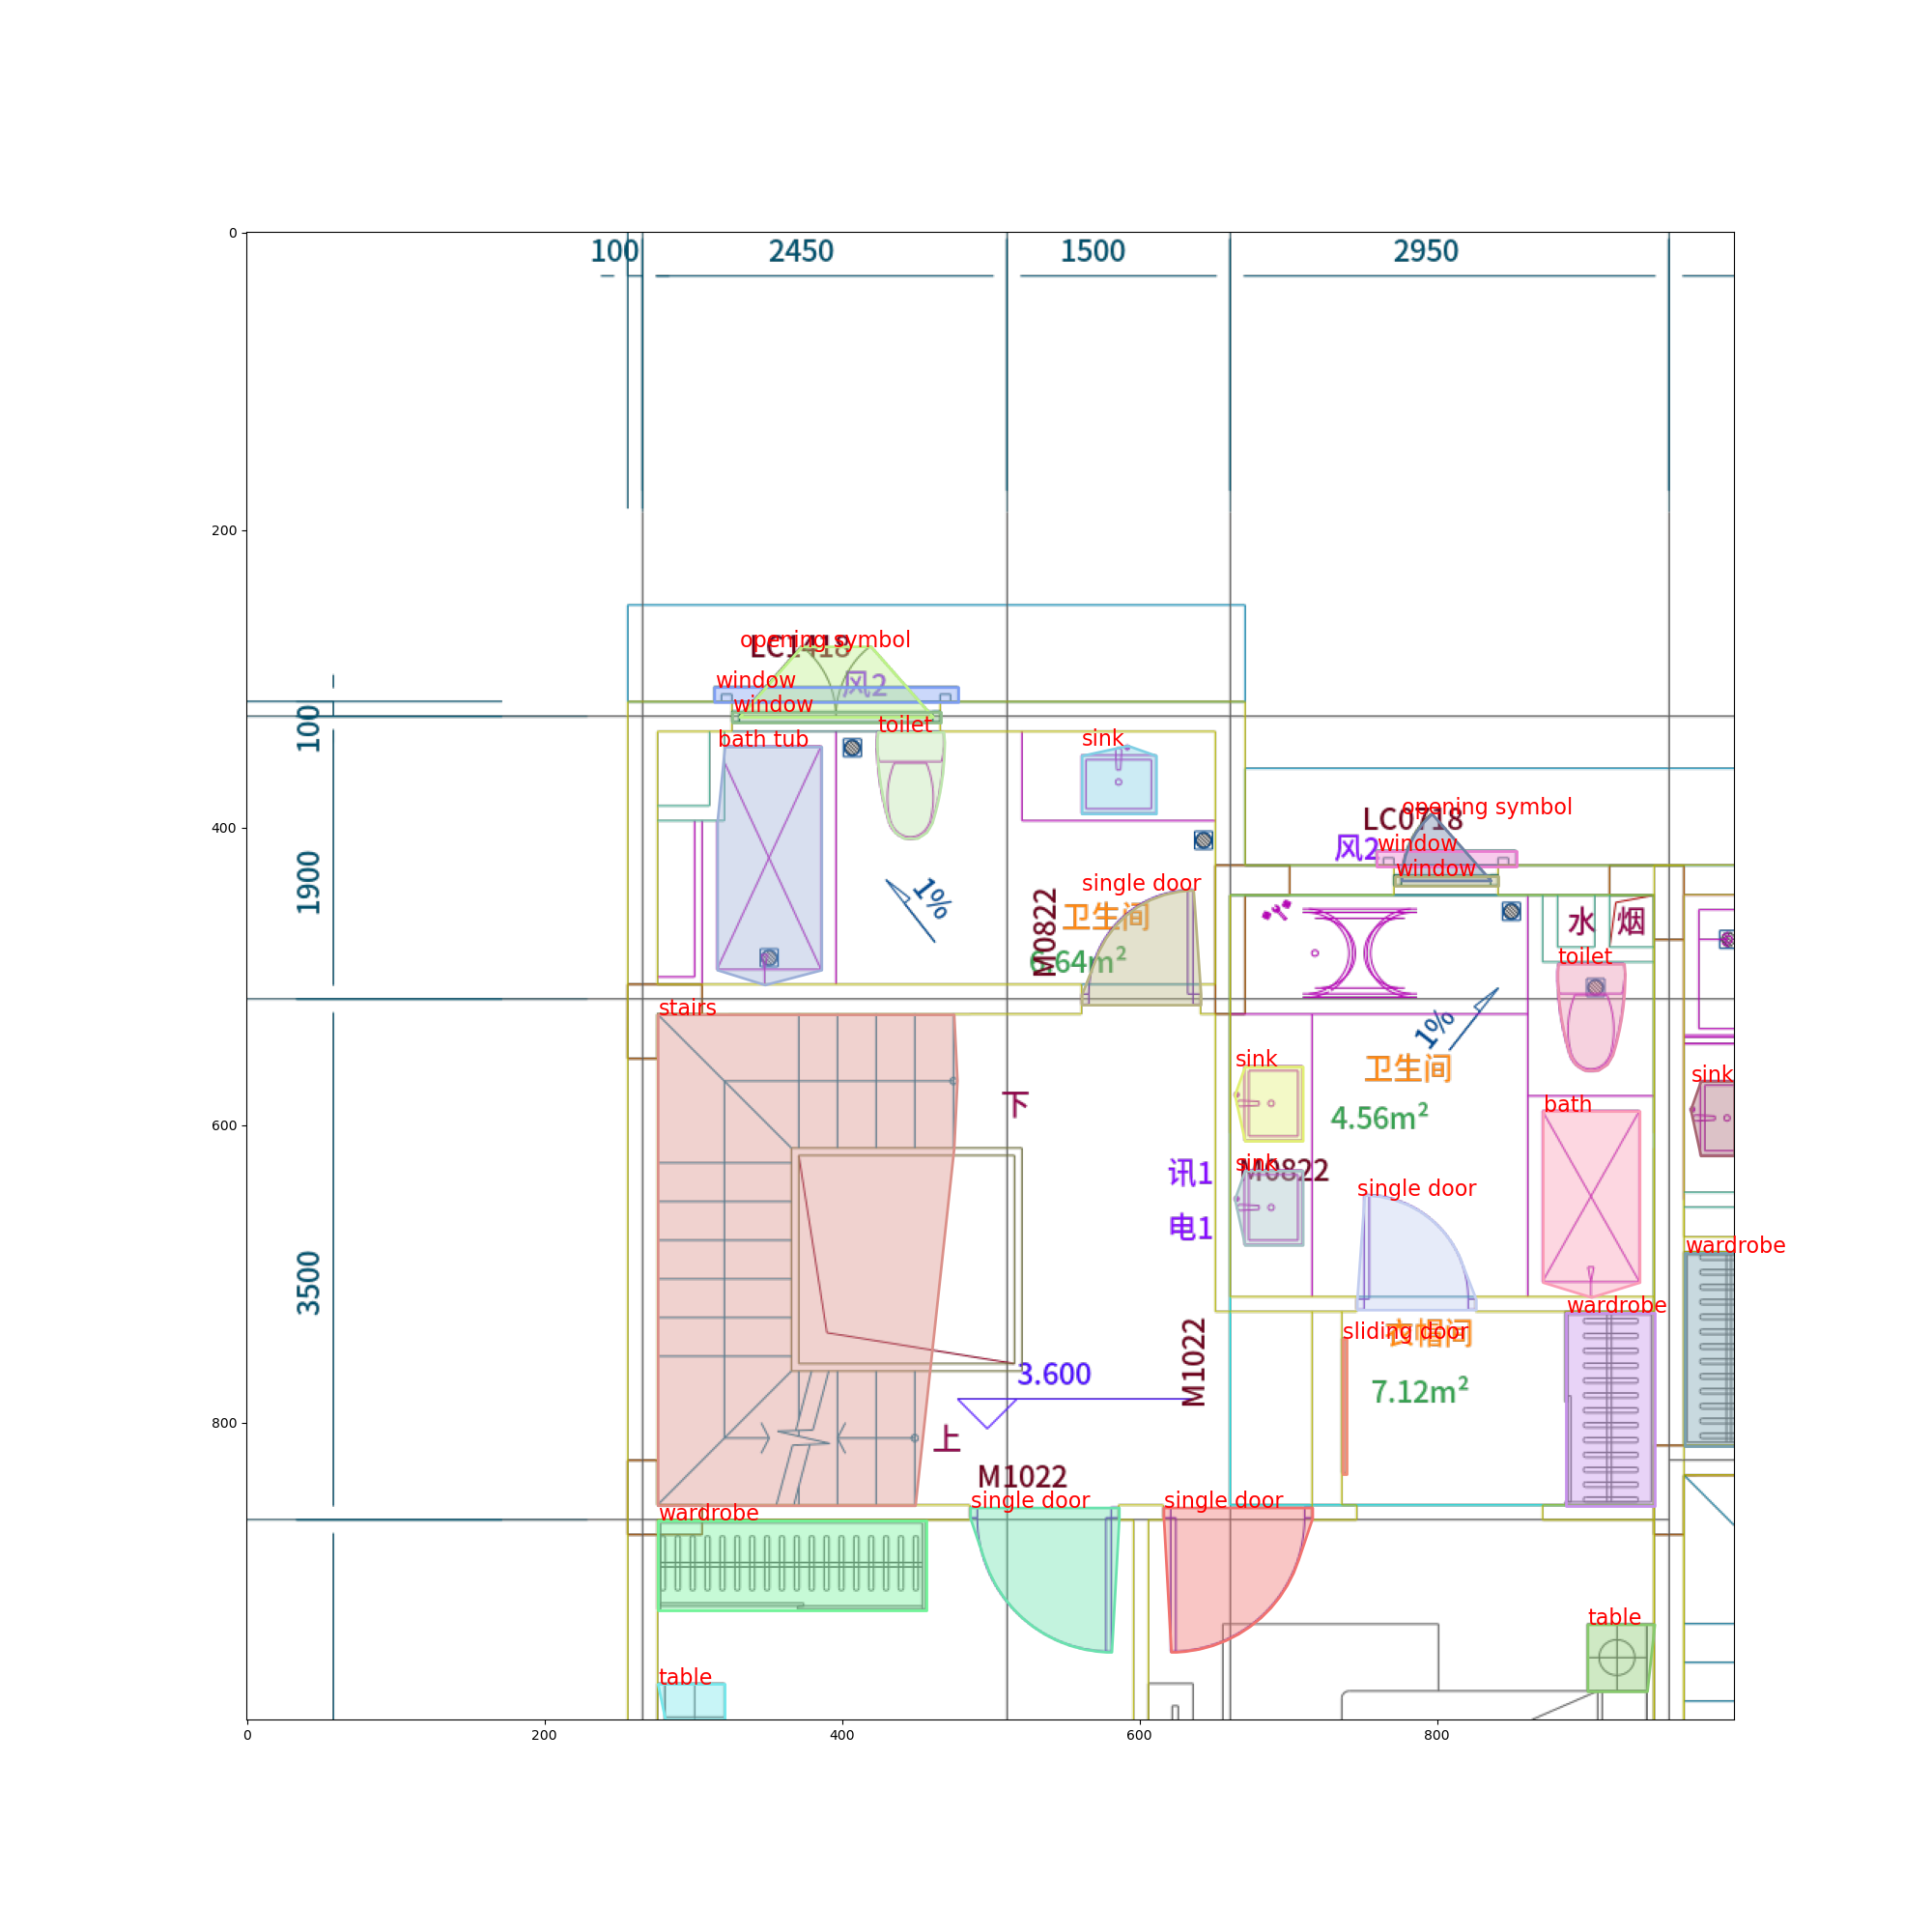 0
100
2450
1500
2950
200
opening symbol
LC1418
window
风2
window
100
toilet
bath tub
sink
opening symbol
LC0718
400
风2
window
window
1900
single door
1%
M0822
卫生间
6.64m²
水
烟
toilet
stairs
1%
sink
卫生间
sink
下
bath
4.56m²
600
讯1
sink
M0822
single door
电1
wardrobe
3500
wardrobe
M1022
sliding door
衣帽间
3.600
7.12m²
800
上
M1022
single door
single door
wardrobe
table
table
0
200
400
600
800